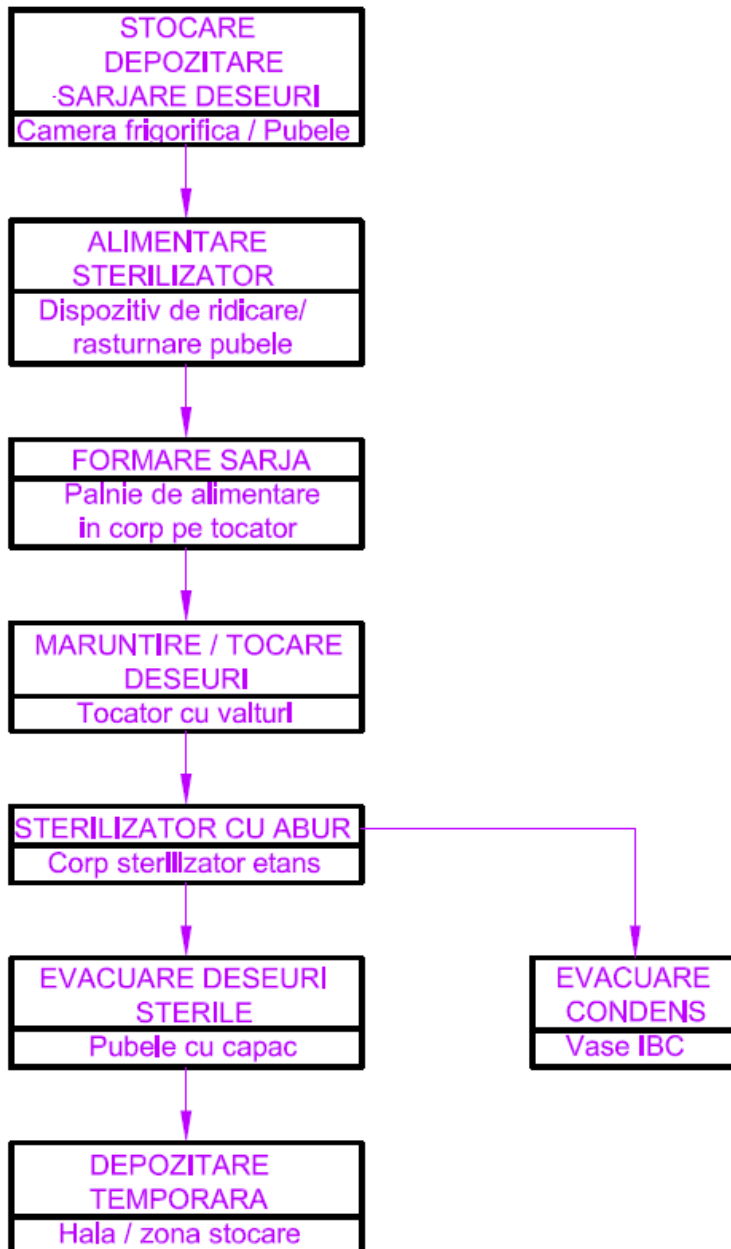 STOCARE
DEPOZITARE
-SARJARE DESEURI
Camera frigorifica / Pubele
ALIMENTARE
STERILIZATOR
Dispozitiv de ridicare/
rasturnare pubele
FORMARE SARJA
Palnie de alimentare
in corp pe tocator
MARUNTIRE / TOCARE
DESEURI
Tocator cu valturi
STERILIZATOR CU ABUR
Corp sterilizator etans
EVACUARE DESEURI
STERILE
Pubele cu capac
EVACUARE
CONDENS
Vase IBC
DEPOZITARE
TEMPORARA
Hala / zona stocare